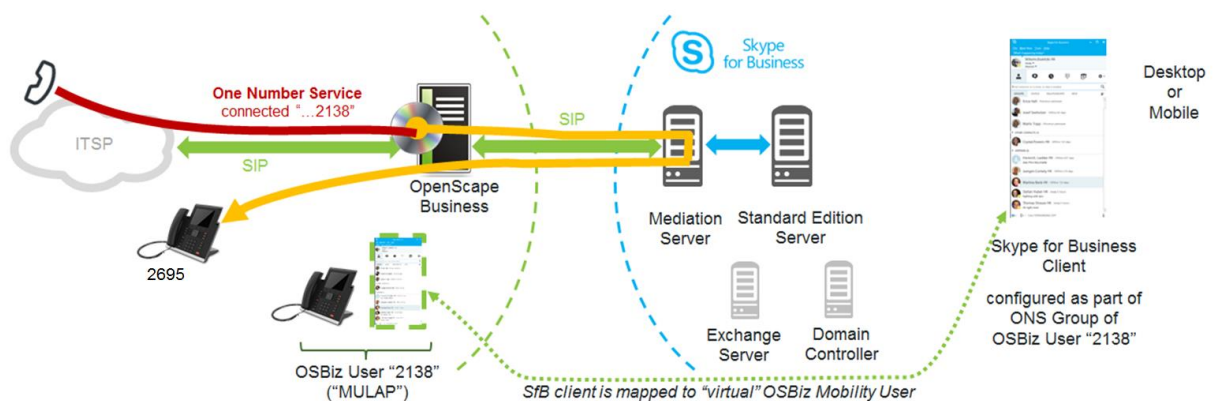 Skype
for Business
S
Desktop
or
Mobile
One Number Service
connected “…2138”
ITSP
SIP
SIP
OpenScape
Business
Mediation
Server
Standard Edition
Server
2695
Skype for Business
Client
Exchange
Server
Domain
Controller
configured as part of
ONS Group of
OSBiz User “2138”
OSBiz User “2138”
(“MULAP”)
SfB client is mapped to “virtual” OSBiz Mobility User